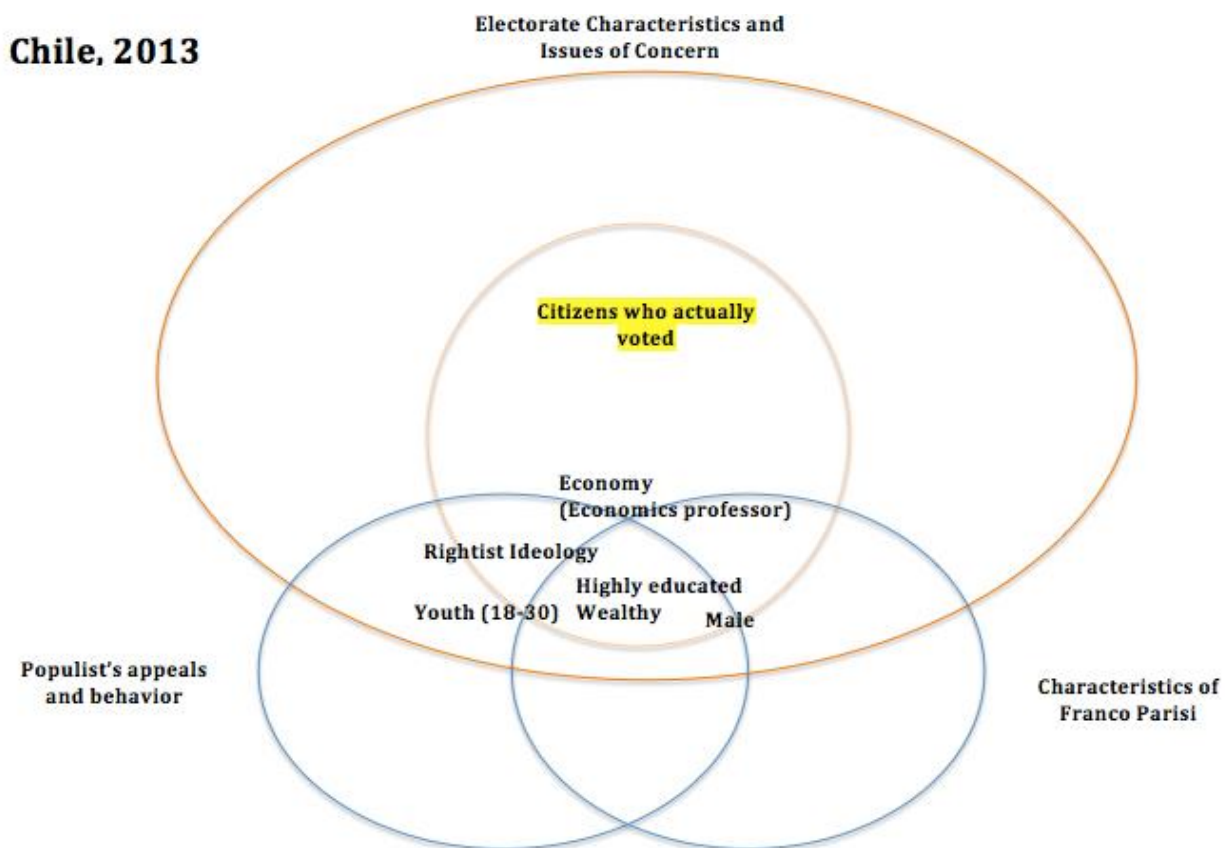 Chile, 2013
Electorate Characteristics and
Issues of Concern
Citizens who actually
voted
Economy
(Economics professor)
Rightist Ideology
Highly educated
Wealthy
Youth (18-30)
Male
Populist's appeals
and behavior
Characteristics of
Franco Parisi